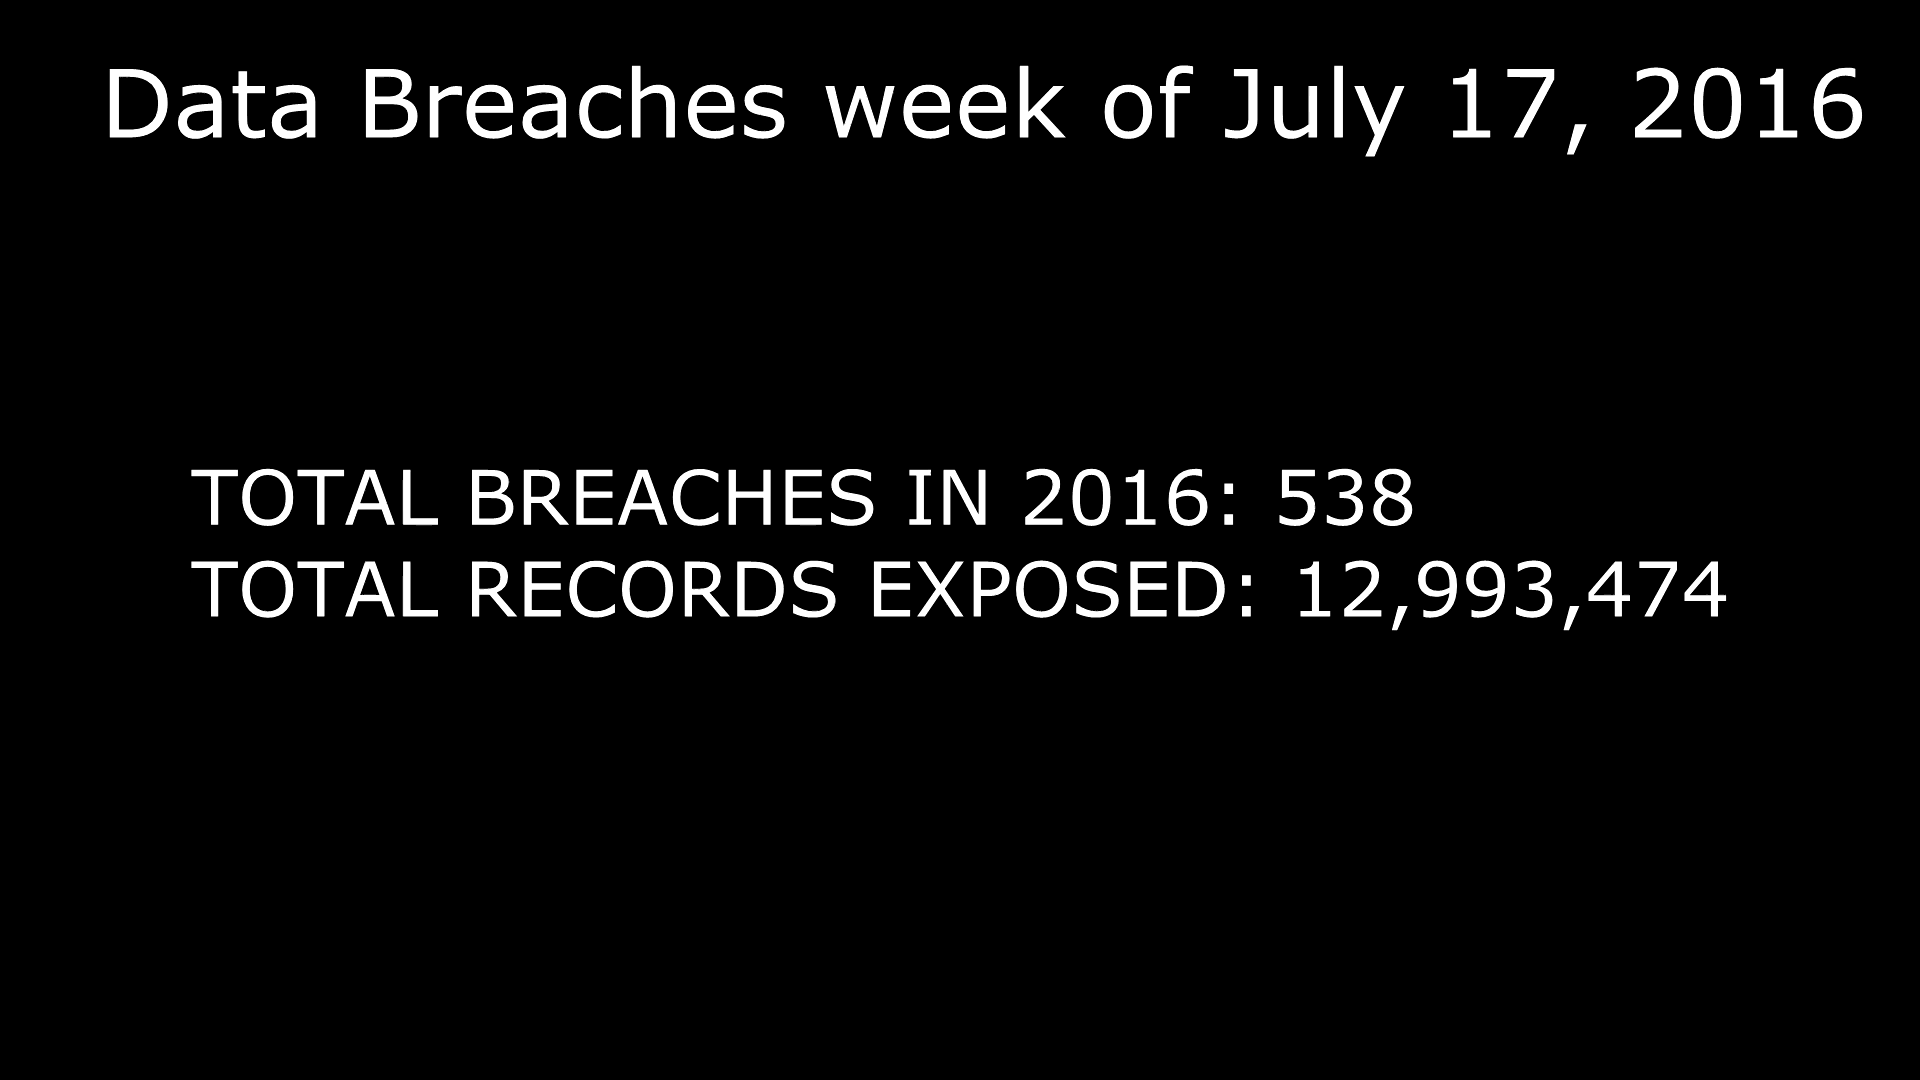 Data Breaches week of July 17, 2016
TOTAL BREACHES IN 2016: 538
TOTAL RECORDS EXPOSED: 12,993,474